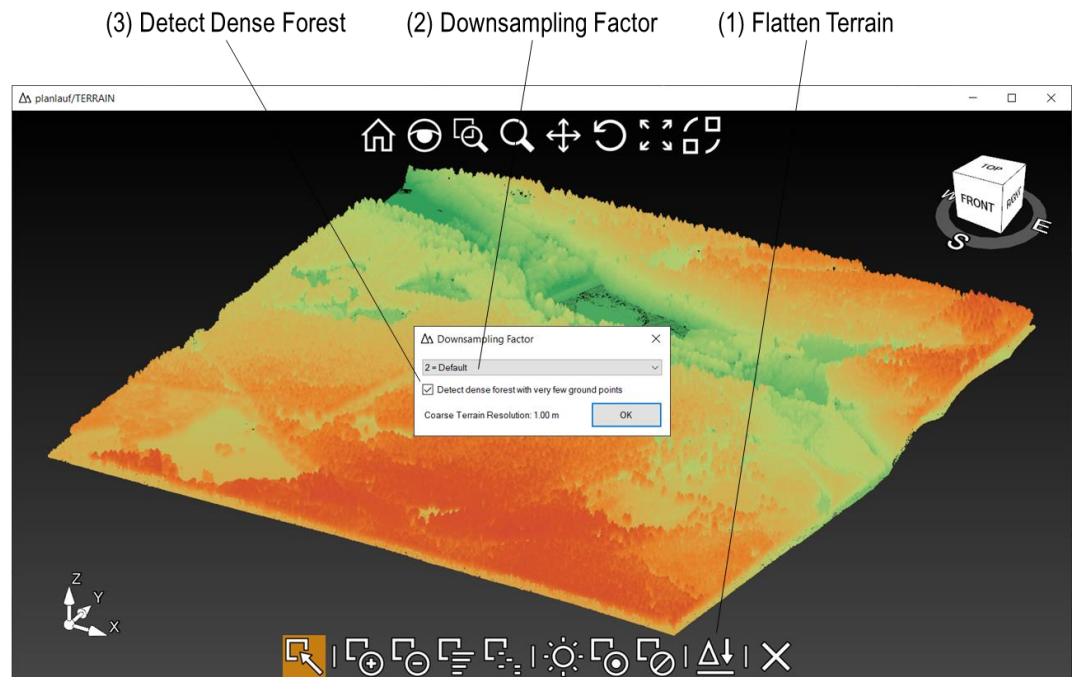 (3) Detect Dense Forest (2) Downsampling Factor (1) Flatten Terrain
planlauf/TERRAIN
TOP
FRONT
RIGHT
W
S
E
Downsampling Factor
2 = Default
Detect dense forest with very few ground points
Coarse Terrain Resolution: 1.00 m
OK
Z
Y
X